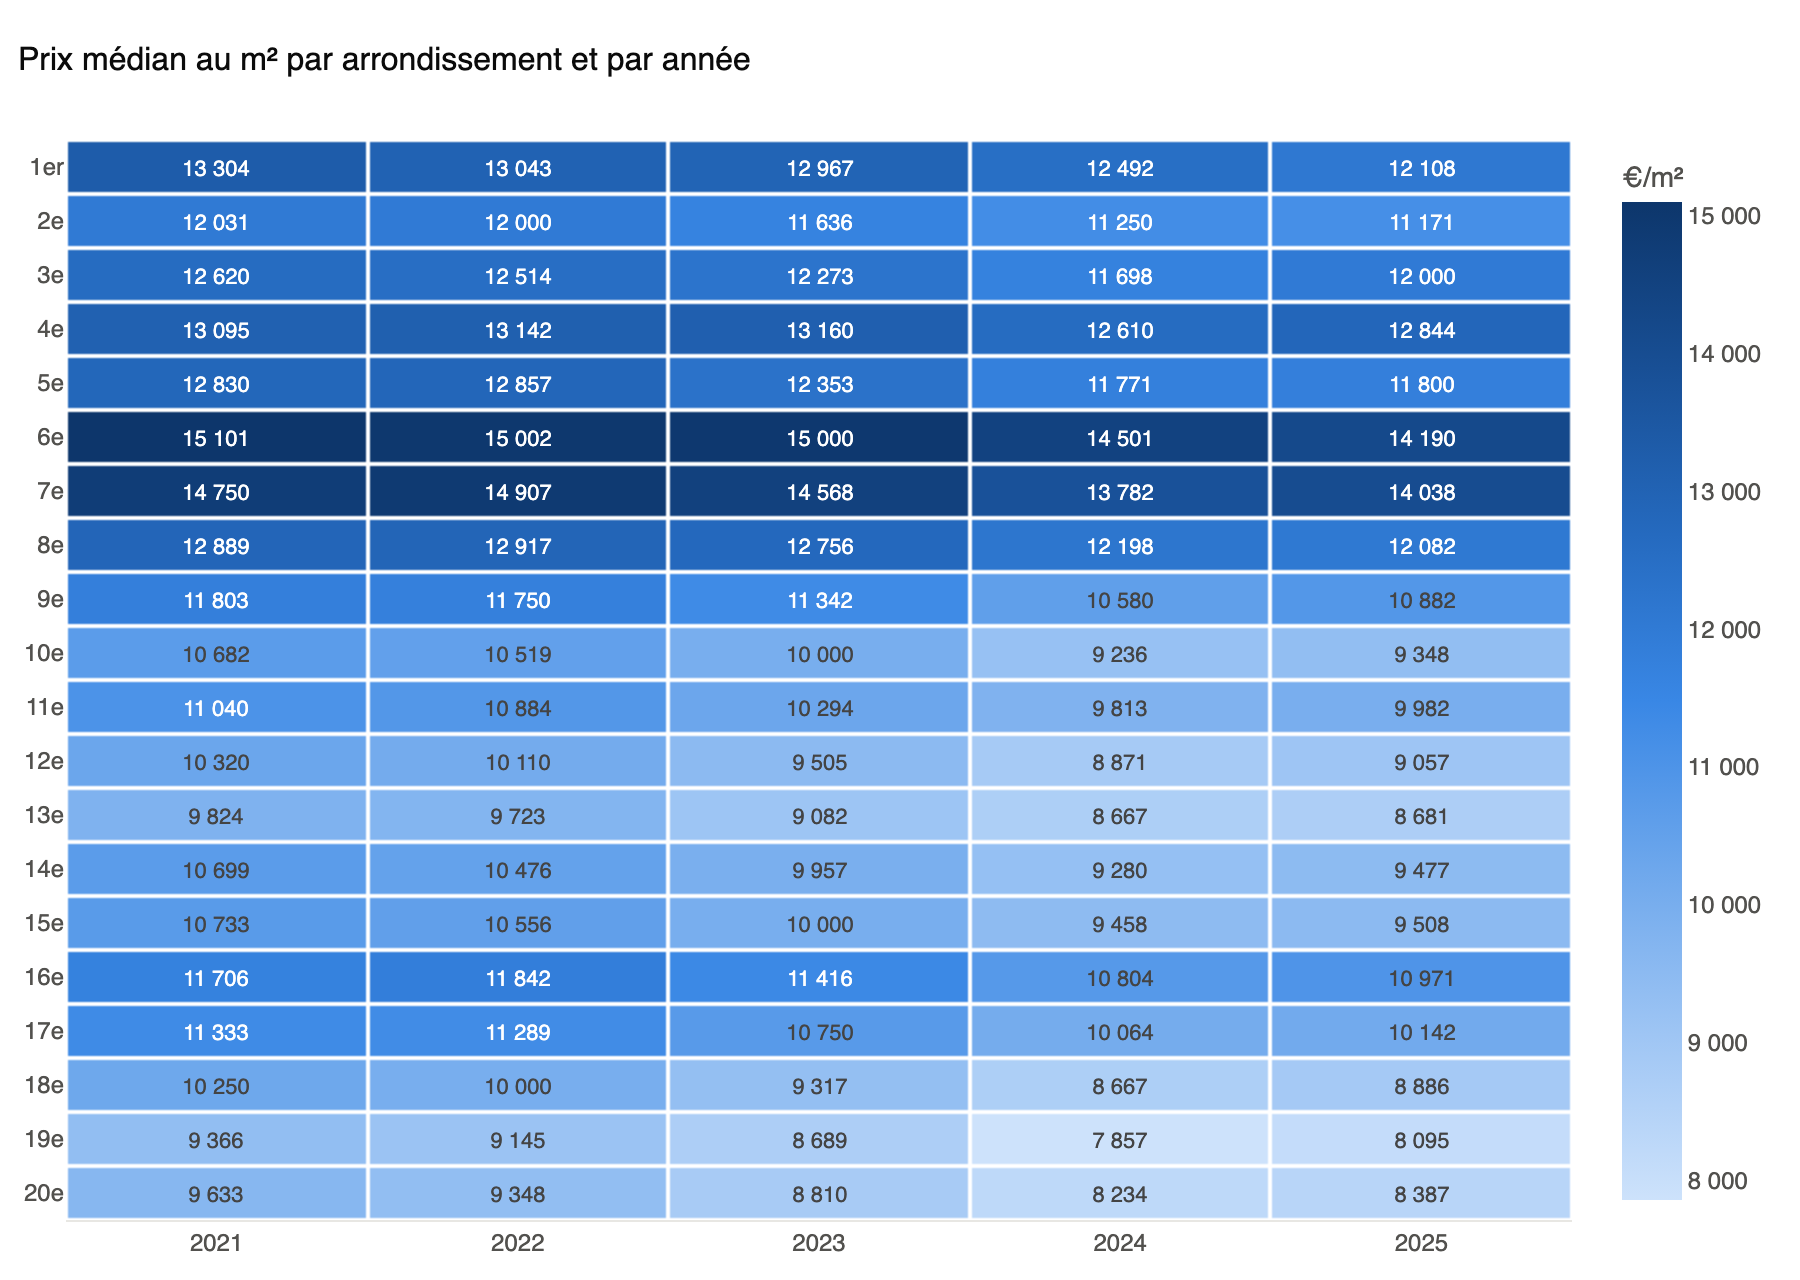 Prix médian au m² par arrondissement et par année
€/m²
1er 13 304 13 043 12 967 12 492 12 108
2e 12 031 12 000 11 636 11 250 11 171
3e 12 620 12 514 12 273 11 698 12 000
4e 13 095 13 142 13 160 12 610 12 844
5e 12 830 12 857 12 353 11 771 11 800
6e 15 101 15 002 15 000 14 501 14 190
7e 14 750 14 907 14 568 13 782 14 038
8e 12 889 12 917 12 756 12 198 12 082
9e 11 803 11 750 11 342 10 580 10 882
10e 10 682 10 519 10 000 9 236 9 348
11e 11 040 10 884 10 294 9 813 9 982
12e 10 320 10 110 9 505 8 871 9 057
13e 9 824 9 723 9 082 8 667 8 681
14e 10 699 10 476 9 957 9 280 9 477
15e 10 733 10 556 10 000 9 458 9 508
16e 11 706 11 842 11 416 10 804 10 971
17e 11 333 11 289 10 750 10 064 10 142
18e 10 250 10 000 9 317 8 667 8 886
19e 9 366 9 145 8 689 7 857 8 095
20e 9 633 9 348 8 810 8 234 8 387
2021 2022 2023 2024 2025
15 000
14 000
13 000
12 000
11 000
10 000
9 000
8 000